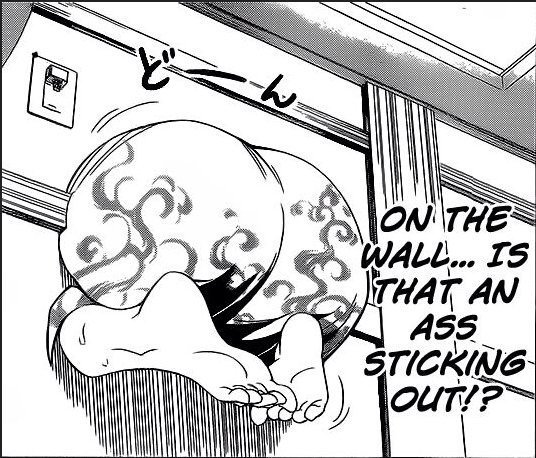 どーん
ON THE
WALL... IS
THAT AN
ASS
STICKING
OUT!?